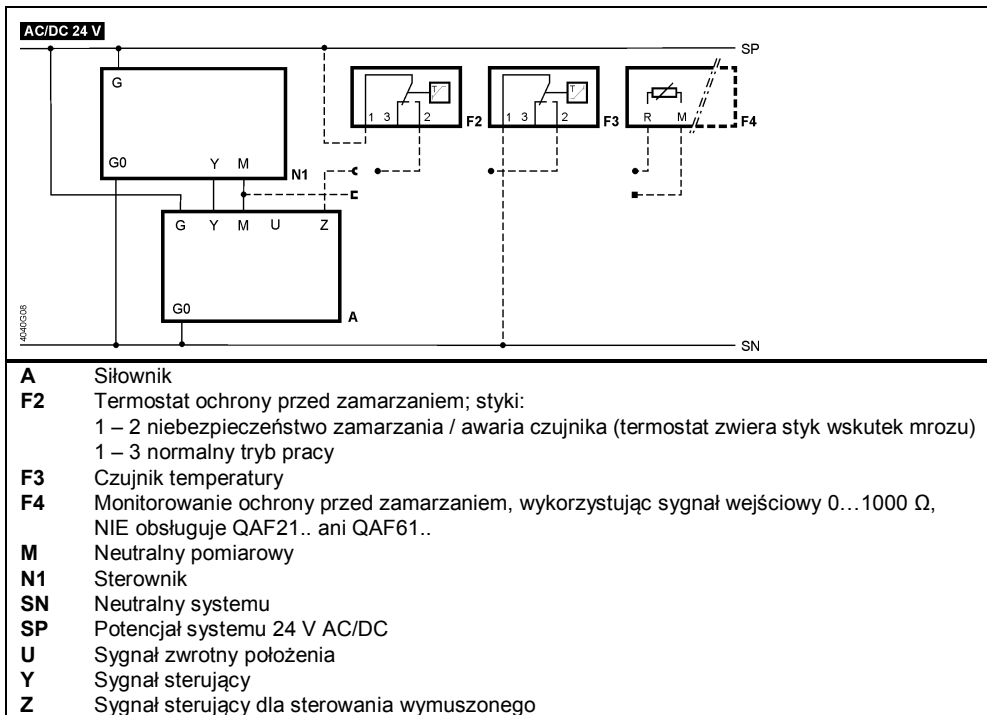 AC/DC 24 V
SP
G
T
T
1 3 2
F2
1 3 2
F3
R M
F4
G0 Y M
N1
G Y M U Z
G0
A
4040G08
SN
A Siłownik
F2 Termostat ochrony przed zamarzaniem; styki:
1 – 2 niebezpieczeństwo zamarzania / awaria czujnika (termostat zwiera styk wskutek mrozu)
1 – 3 normalny tryb pracy
F3 Czujnik temperatury
F4 Monitorowanie ochrony przed zamarzaniem, wykorzystując sygnał wejściowy 0…1000 Ω,
NIE obsługuje QAF21.. ani QAF61..
M Neutralny pomiarowy
N1 Sterownik
SN Neutralny systemu
SP Potencjał systemu 24 V AC/DC
U Sygnał zwrotny położenia
Y Sygnał sterujący
Z Sygnał sterujący dla sterowania wymuszonego